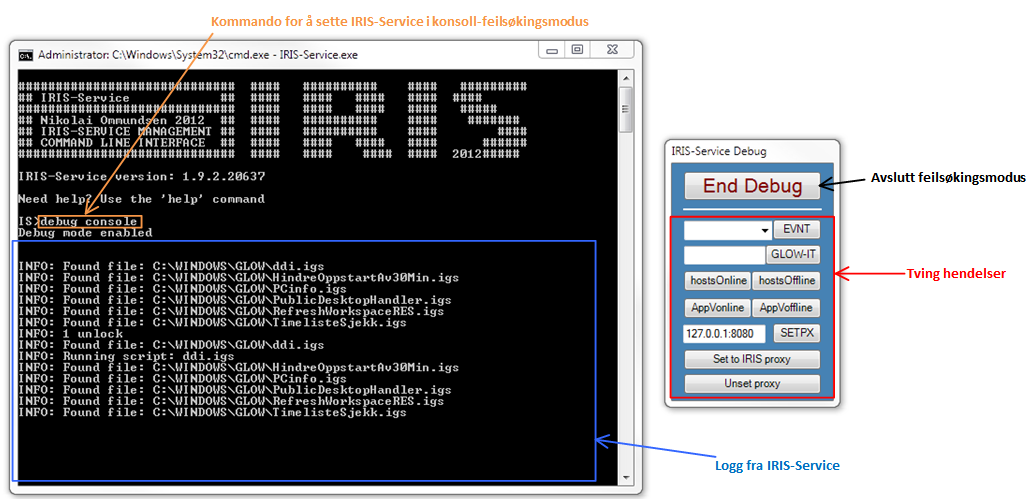 Kommando for å sette IRIS-Service i konsoll-feilsøkingsmodus
Administrator: C:\Windows\System32\cmd.exe - IRIS-Service.exe
################################ #### ########## #### #########
## IRIS-Service ## #### #### #### #### ####
################################ #### #### #### #### #####
## Nikolai Ommundsen 2012 ## #### ########## #### #######
## IRIS-SERVICE MANAGEMENT ## #### ######## #### ####
## COMMAND LINE INTERFACE ## #### #### #### #### ######
################################ #### #### #### #### 2012#####
IRIS-Service version: 1.9.2.20637
Need help? Use the 'help' command
IS>debug console
Debug mode enabled
INFO: Found file: C:\WINDOWS\GLOW\ddi.igs
INFO: Found file: C:\WINDOWS\GLOW\HindreOppstartAv30Min.igs
INFO: Found file: C:\WINDOWS\GLOW\PCinfo.igs
INFO: Found file: C:\WINDOWS\GLOW\PublicDesktopHandler.igs
INFO: Found file: C:\WINDOWS\GLOW\RefreshWorkspaceRES.igs
INFO: Found file: C:\WINDOWS\GLOW\TimelisteSjekk.igs
INFO: 1 unlock
INFO: Found file: C:\WINDOWS\GLOW\ddi.igs
INFO: Running script: ddi.igs
INFO: Found file: C:\WINDOWS\GLOW\HindreOppstartAv30Min.igs
INFO: Found file: C:\WINDOWS\GLOW\PCinfo.igs
INFO: Found file: C:\WINDOWS\GLOW\PublicDesktopHandler.igs
INFO: Found file: C:\WINDOWS\GLOW\RefreshWorkspaceRES.igs
INFO: Found file: C:\WINDOWS\GLOW\TimelisteSjekk.igs
Logg fra IRIS-Service
IRIS-Service Debug
End Debug
Avslutt feilsøkingsmodus
EVNT
GLOW-IT
hostsOnline hostsOffline
Tving hendelser
AppVonline AppVoffline
127.0.0.1:8080 SETPX
Set to IRIS proxy
Unset proxy